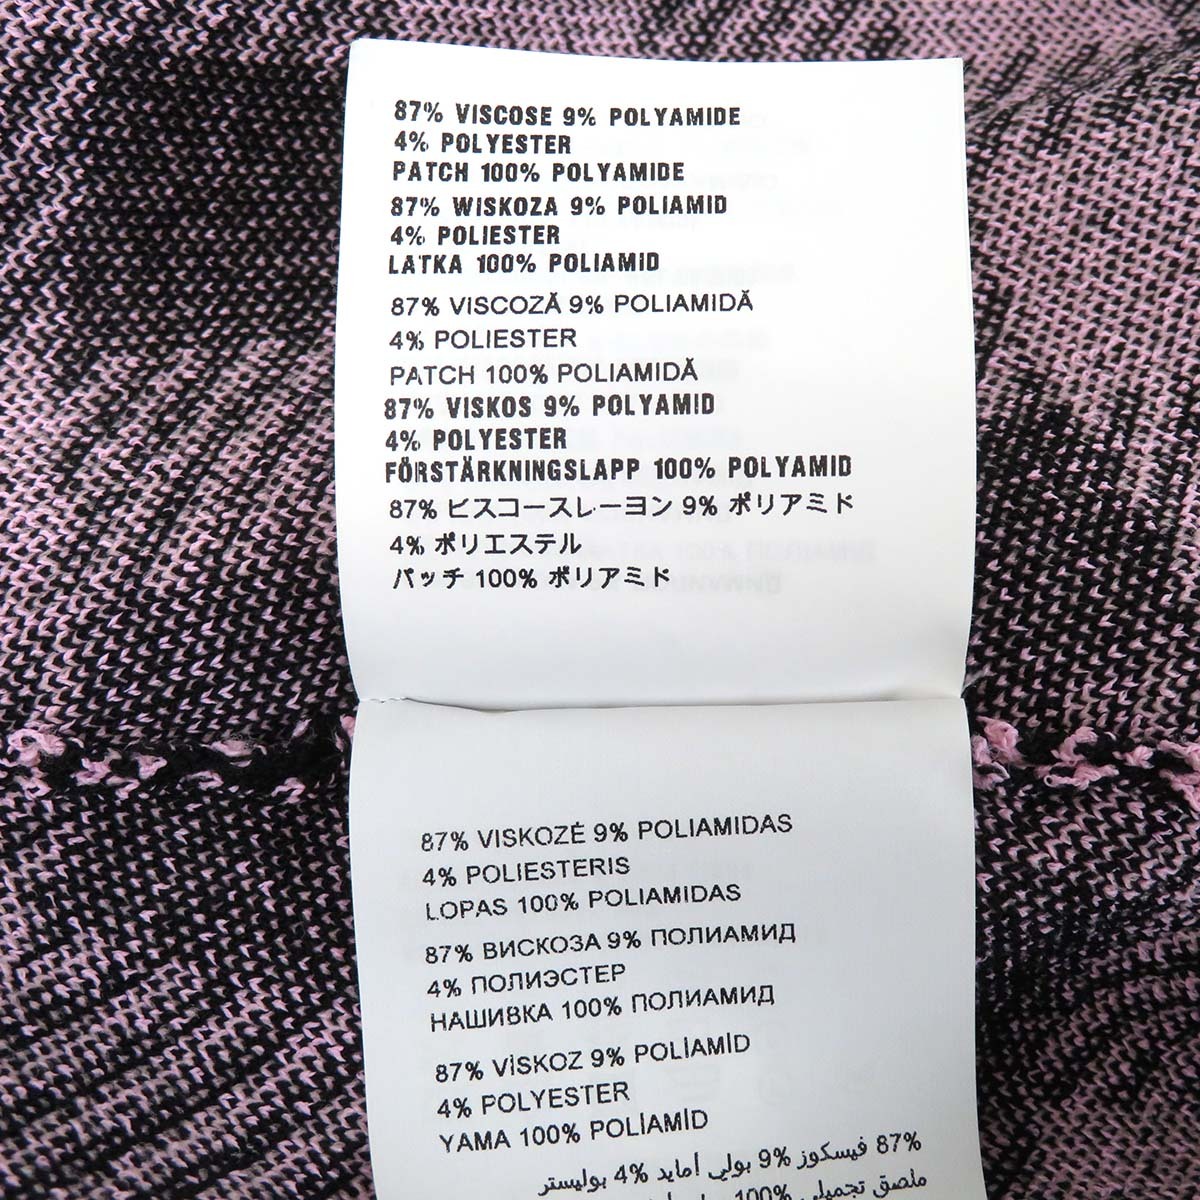 87% VISCOSE 9% POLYAMIDE
4% POLYESTER
PATCH 100% POLYAMIDE
87% WISKOZA 9% POLIAMID
4% POLIESTER
LATKA 100% POLIAMID
87% VISCOZĂ 9% POLIAMIDĂ
4% POLIESTER
PATCH 100% POLIAMIDĂ
87% VISKOS 9% POLYAMID
4% POLYESTER
FÖRSTÄRKNINGSLAPP 100% POLYAMID
87% ビスコースレーヨン 9% ポリアミド
4% ポリエステル
パッチ 100% ポリアミド
87% VISKOZĖ 9% POLIAMIDAS
4% POLIESTERIS
LOPAS 100% POLIAMIDAS
87% ВИСКОЗА 9% ПОЛИАМИД
4% ПОЛИЭСТЕР
НАШИВКА 100% ПОЛИАМИД
87% VİSKOZ 9% POLİAMİD
4% POLYESTER
YAMA 100% POLİAMİD
87% فيسكوز 9% بولي أمايد 4% بوليستر
ملصق تجميلي 100%